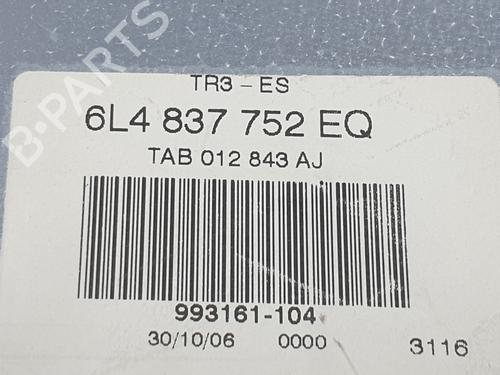 B-PARTS
TR3 - ES
6L4 837 752 EQ
TAB 012 843 AJ
993161-104
30/10/06 0000 3116